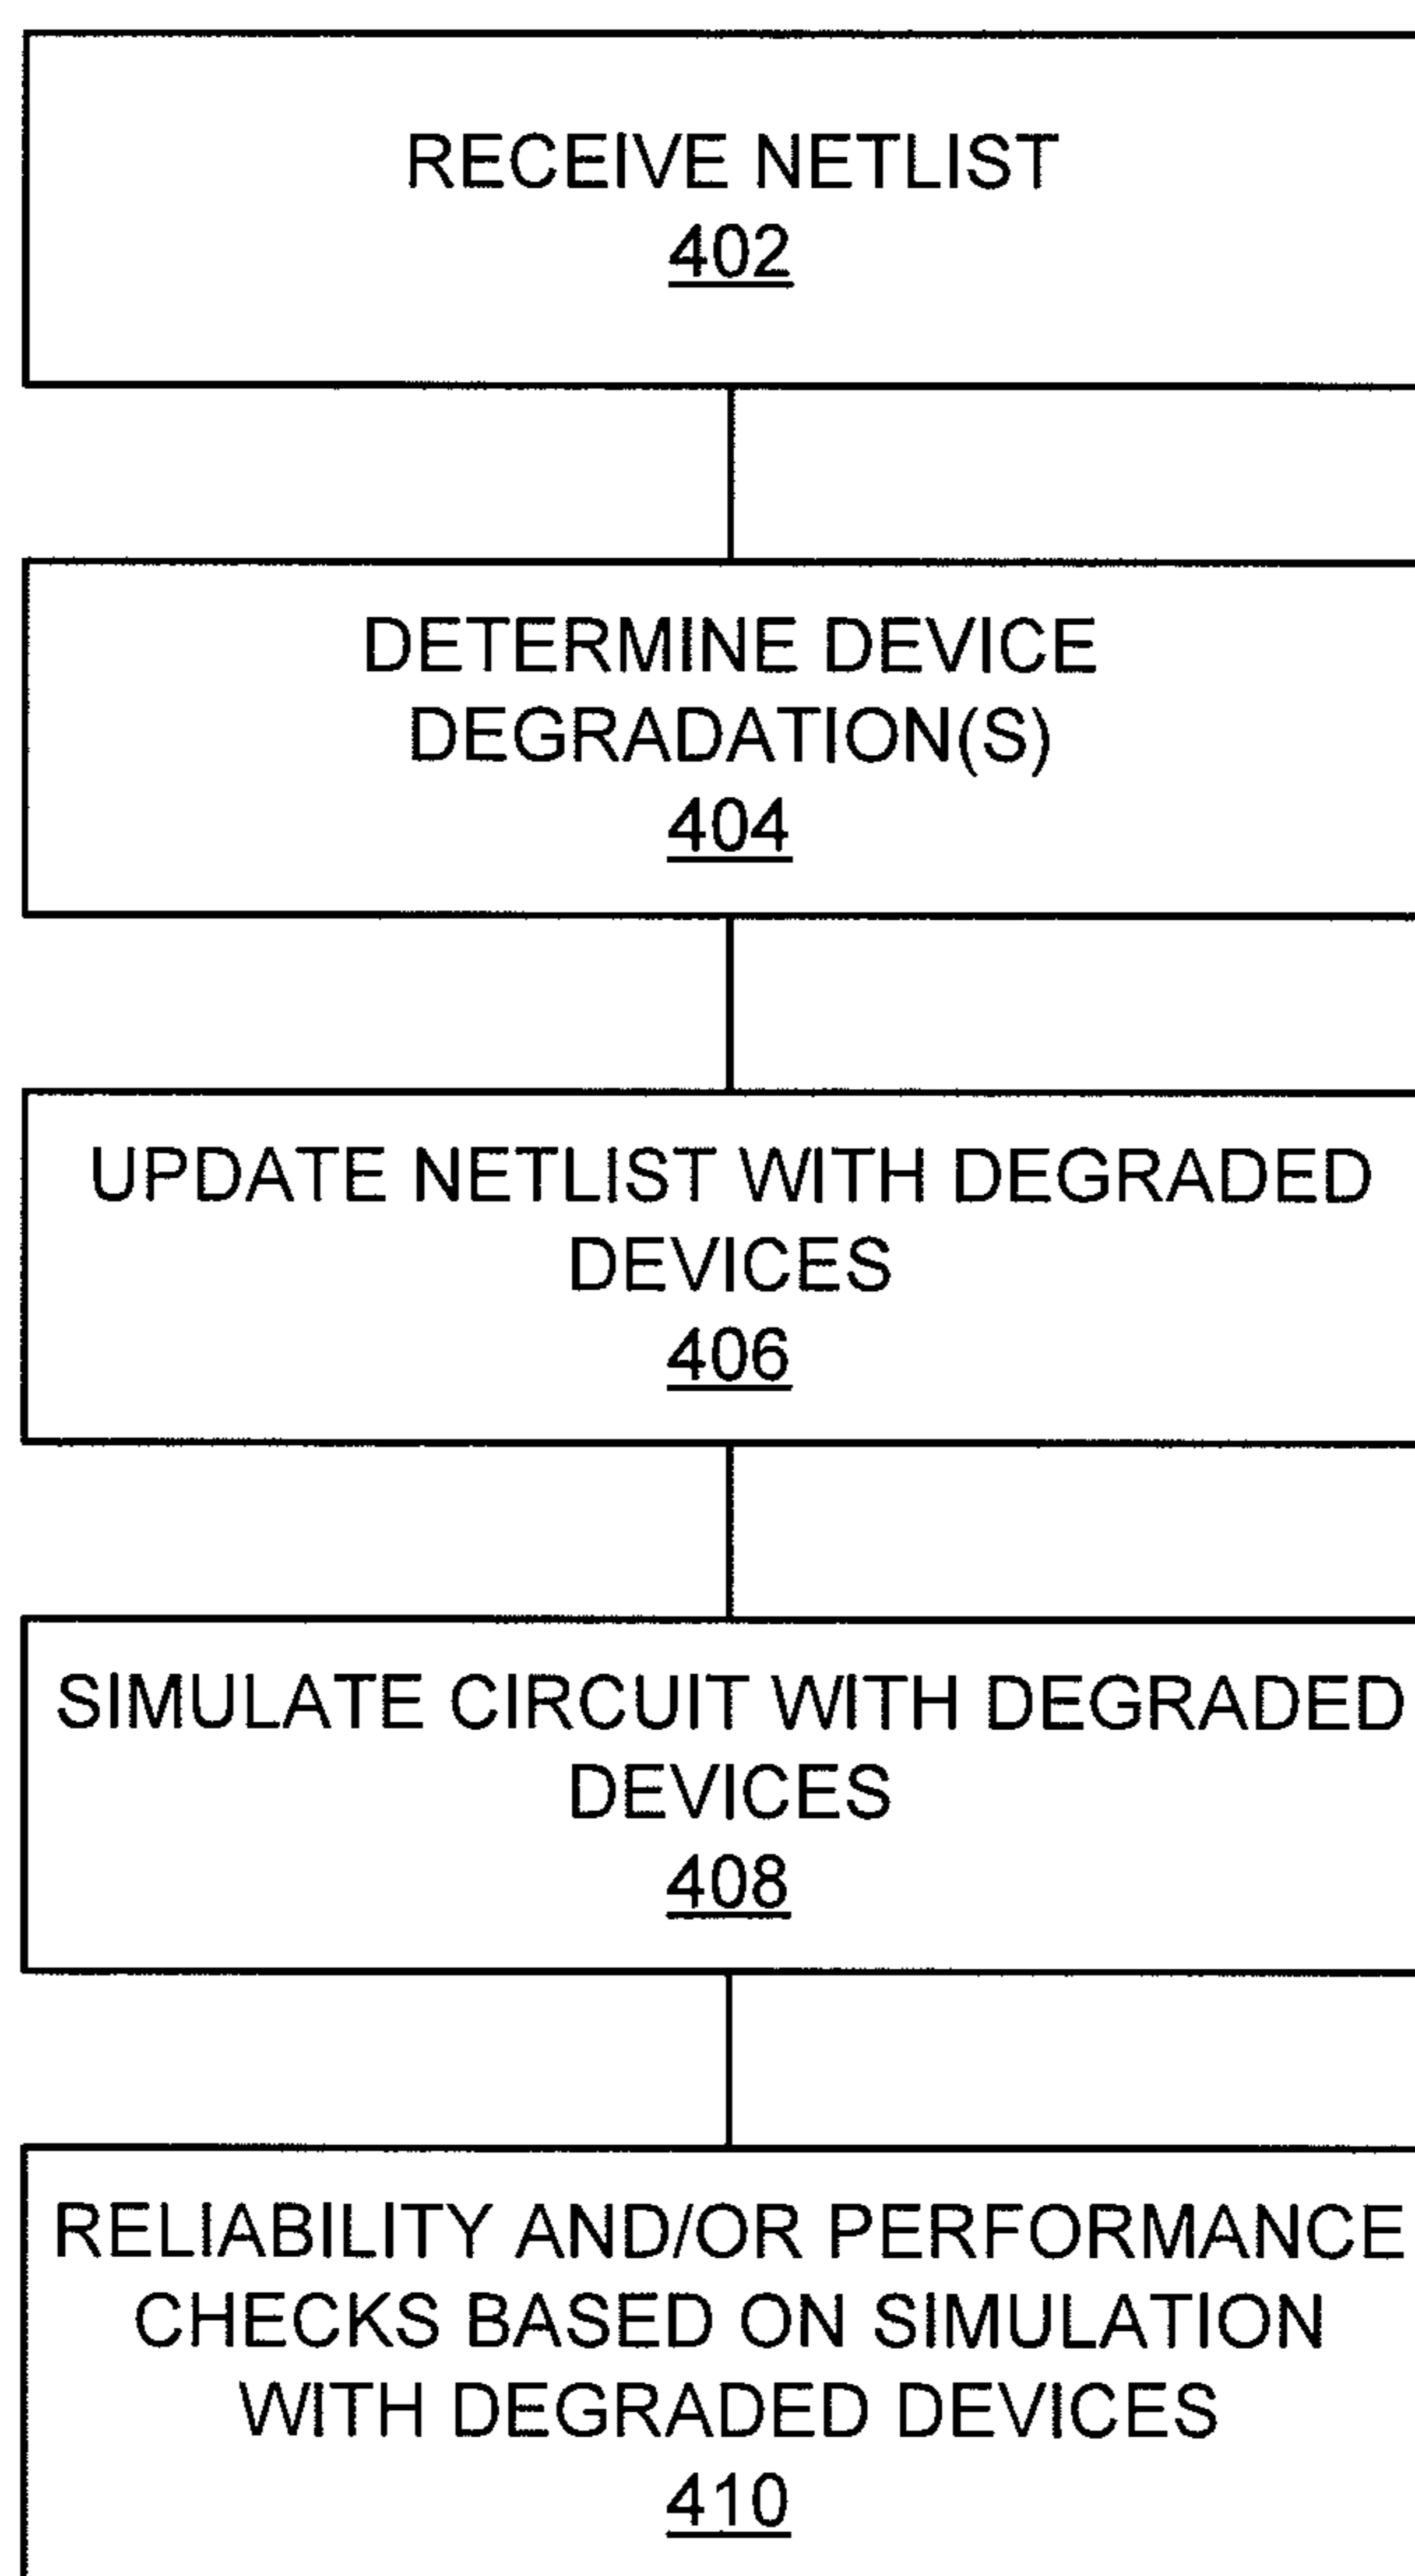 RECEIVE NETLIST
402
DETERMINE DEVICE
DEGRADATION(S)
404
UPDATE NETLIST WITH DEGRADED
DEVICES
406
SIMULATE CIRCUIT WITH DEGRADED
DEVICES
408
RELIABILITY AND/OR PERFORMANCE
CHECKS BASED ON SIMULATION
WITH DEGRADED DEVICES
410